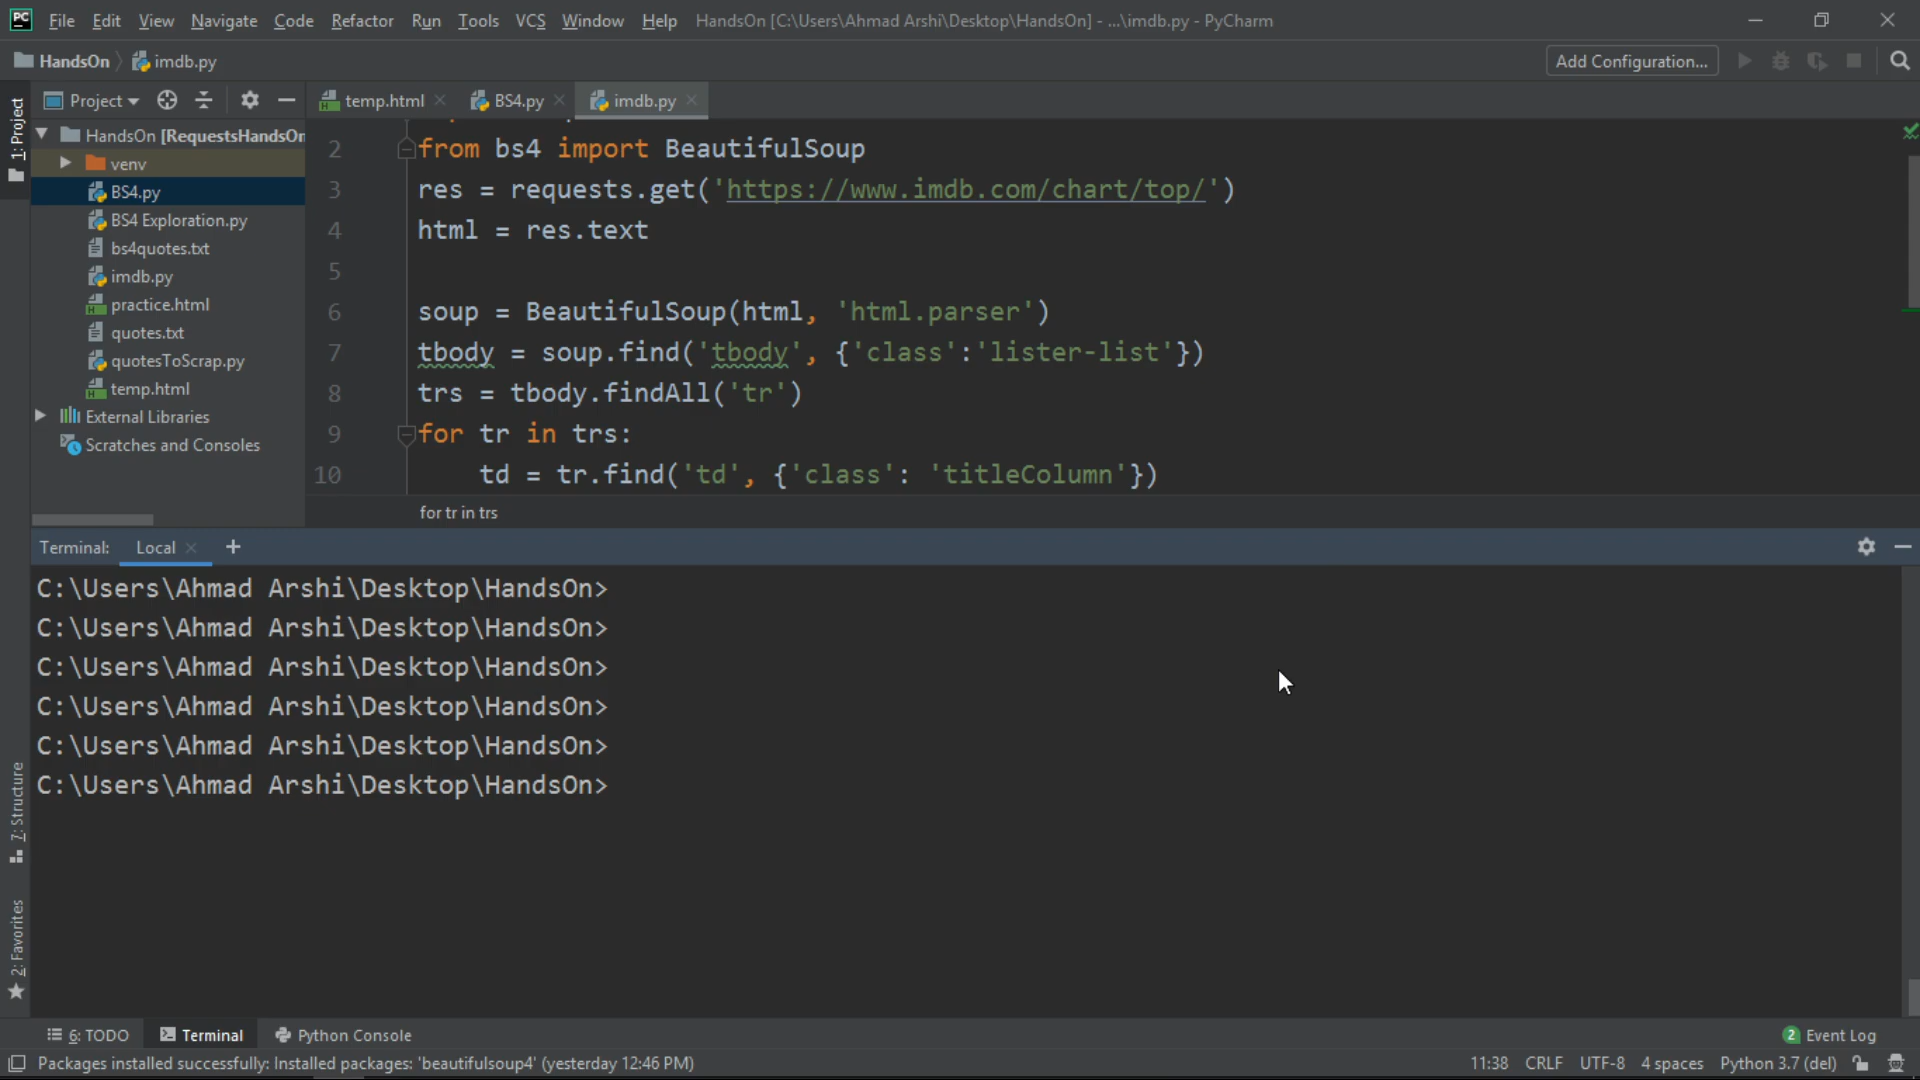 PC File Edit View Navigate Code Refactor Run Tools VCS Window Help HandsOn [C:\Users\Ahmad Arshi\Desktop\HandsOn] - ...\imdb.py - PyCharm
HandsOn imdb.py Add Configuration...
Project temp.html BS4.py imdb.py
1: Project
HandsOn [RequestsHandsOn
venv
BS4.py
BS4 Exploration.py
bs4quotes.txt
imdb.py
practice.html
quotes.txt
quotesToScrap.py
temp.html
External Libraries
Scratches and Consoles
2 from bs4 import BeautifulSoup
3 res = requests.get('https://www.imdb.com/chart/top/')
4 html = res.text
5
6 soup = BeautifulSoup(html, 'html.parser')
7 tbody = soup.find('tbody', {'class':'lister-list'})
8 trs = tbody.findAll('tr')
9 for tr in trs:
10 td = tr.find('td', {'class': 'titleColumn'})
for tr in trs
Terminal: Local +
C:\Users\Ahmad Arshi\Desktop\HandsOn>
C:\Users\Ahmad Arshi\Desktop\HandsOn>
C:\Users\Ahmad Arshi\Desktop\HandsOn>
C:\Users\Ahmad Arshi\Desktop\HandsOn>
C:\Users\Ahmad Arshi\Desktop\HandsOn>
C:\Users\Ahmad Arshi\Desktop\HandsOn>
7: Structure
2: Favorites
6: TODO Terminal Python Console 2 Event Log
Packages installed successfully: Installed packages: 'beautifulsoup4' (yesterday 12:46 PM) 11:38 CRLF UTF-8 4 spaces Python 3.7 (del)